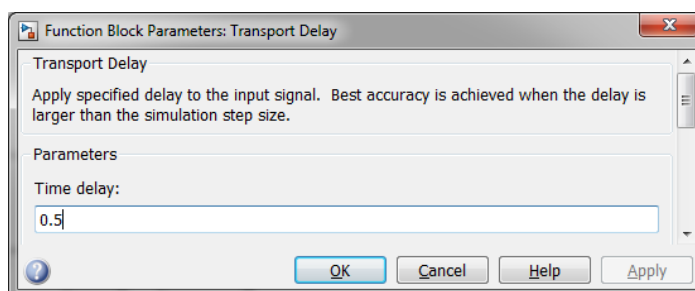 Function Block Parameters: Transport Delay
Transport Delay
Apply specified delay to the input signal.  Best accuracy is achieved when the delay is
larger than the simulation step size.
Parameters
Time delay:
0.5
OK Cancel Help Apply